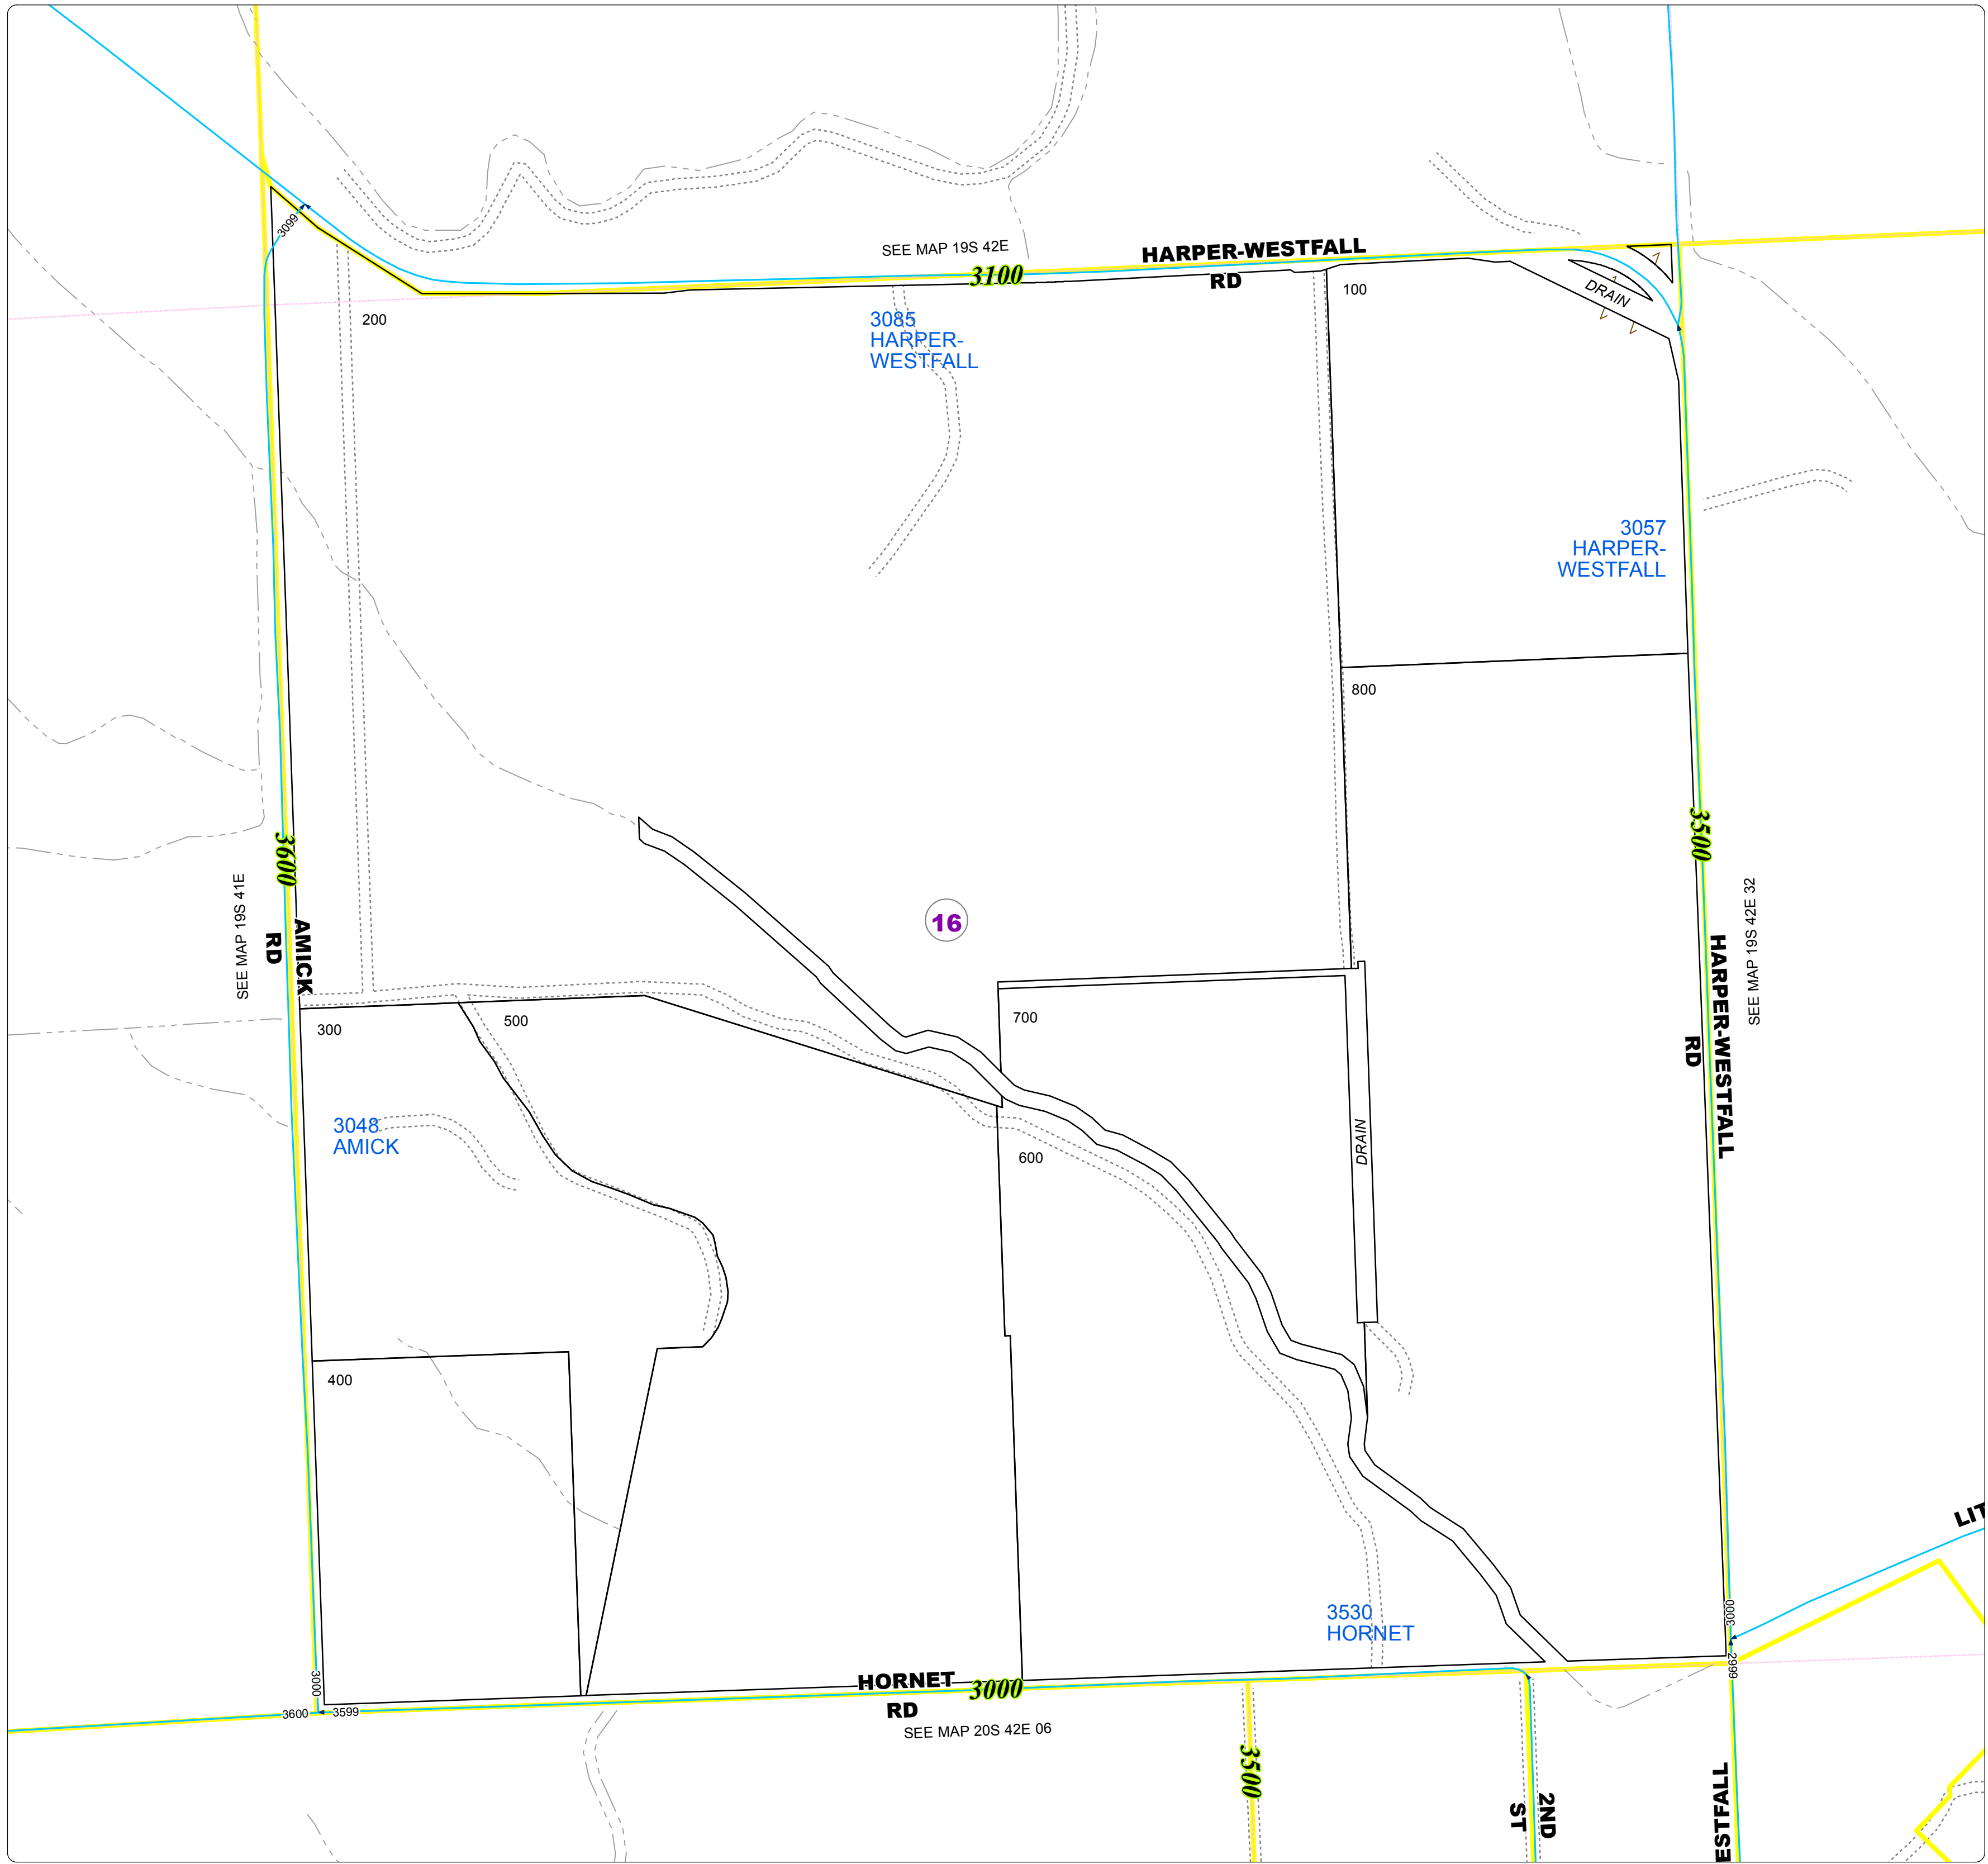 3099
SEE MAP 19S 42E
HARPER-WESTFALL
RD
3100
200
3085
HARPER-
WESTFALL
100
DRAIN
3057
HARPER-
WESTFALL
800
3600
AMICK
RD
SEE MAP 19S 41E
16
3500
HARPER-WESTFALL
RD
SEE MAP 19S 42E 32
300
500
700
3048
AMICK
600
DRAIN
400
3530
HORNET
LIT
3000
2999
3000
3600
3599
HORNET
RD
3000
SEE MAP 20S 42E 06
3500
2ND
ST
ESTFALL